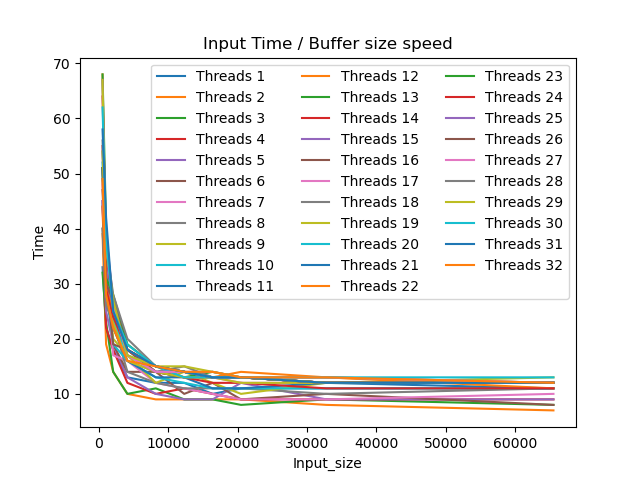 Input Time / Buffer size speed
70
60
50
40
30
20
10
Time
Threads 1
Threads 2
Threads 3
Threads 4
Threads 5
Threads 6
Threads 7
Threads 8
Threads 9
Threads 10
Threads 11
Threads 12
Threads 13
Threads 14
Threads 15
Threads 16
Threads 17
Threads 18
Threads 19
Threads 20
Threads 21
Threads 22
Threads 23
Threads 24
Threads 25
Threads 26
Threads 27
Threads 28
Threads 29
Threads 30
Threads 31
Threads 32
0 10000 20000 30000 40000 50000 60000
Input_size